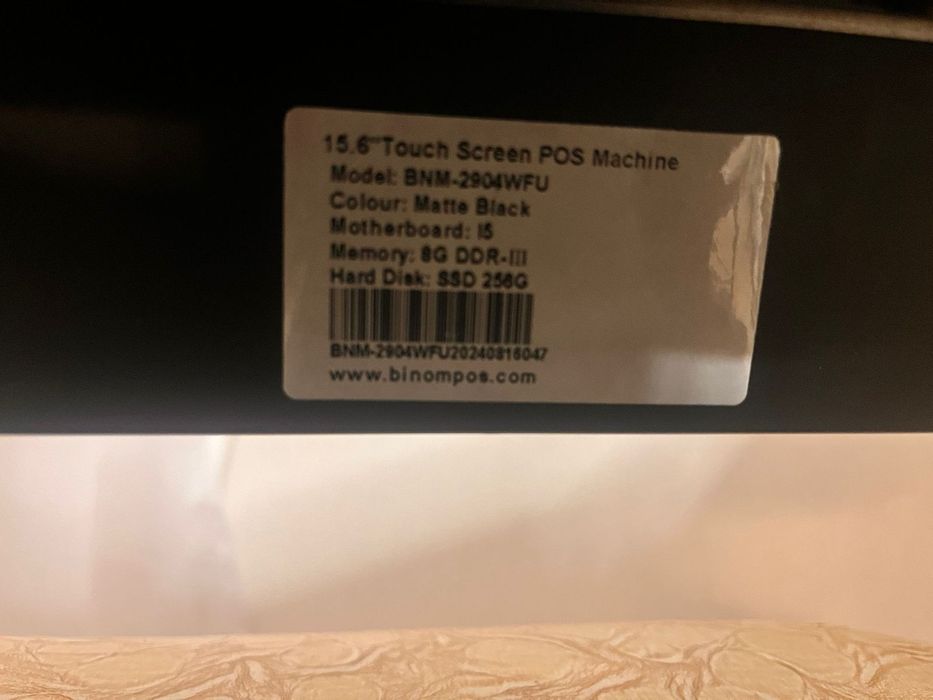 15.6"Touch Screen POS Machine
Model: BNM-2904WFU
Colour: Matte Black
Motherboard: I5
Memory: 8G DDR-III
Hard Disk: SSD 256G
BNM-2904WFU20240816047
www.binompos.com